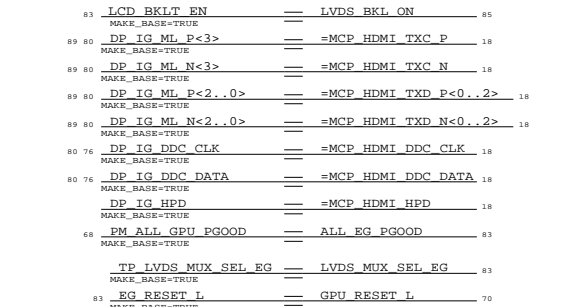 83 LCD_BKLT_EN LVDS_BKL_ON 85
MAKE_BASE=TRUE
89 80 DP_IG_ML_P<3> =MCP_HDMI_TXC_P 18
MAKE_BASE=TRUE
89 80 DP_IG_ML_N<3> =MCP_HDMI_TXC_N 18
MAKE_BASE=TRUE
89 80 DP_IG_ML_P<2..0> =MCP_HDMI_TXD_P<0..2> 18
MAKE_BASE=TRUE
89 80 DP_IG_ML_N<2..0> =MCP_HDMI_TXD_N<0..2> 18
MAKE_BASE=TRUE
80 76 DP_IG_DDC_CLK =MCP_HDMI_DDC_CLK 18
MAKE_BASE=TRUE
80 76 DP_IG_DDC_DATA =MCP_HDMI_DDC_DATA 18
MAKE_BASE=TRUE
DP_IG_HPD =MCP_HDMI_HPD 18
MAKE_BASE=TRUE
68 PM_ALL_GPU_PGOOD ALL_EG_PGOOD 83
MAKE_BASE=TRUE
TP_LVDS_MUX_SEL_EG LVDS_MUX_SEL_EG 83
MAKE_BASE=TRUE
83 EG_RESET_L GPU_RESET_L 70
MAKE_BASE=TRUE